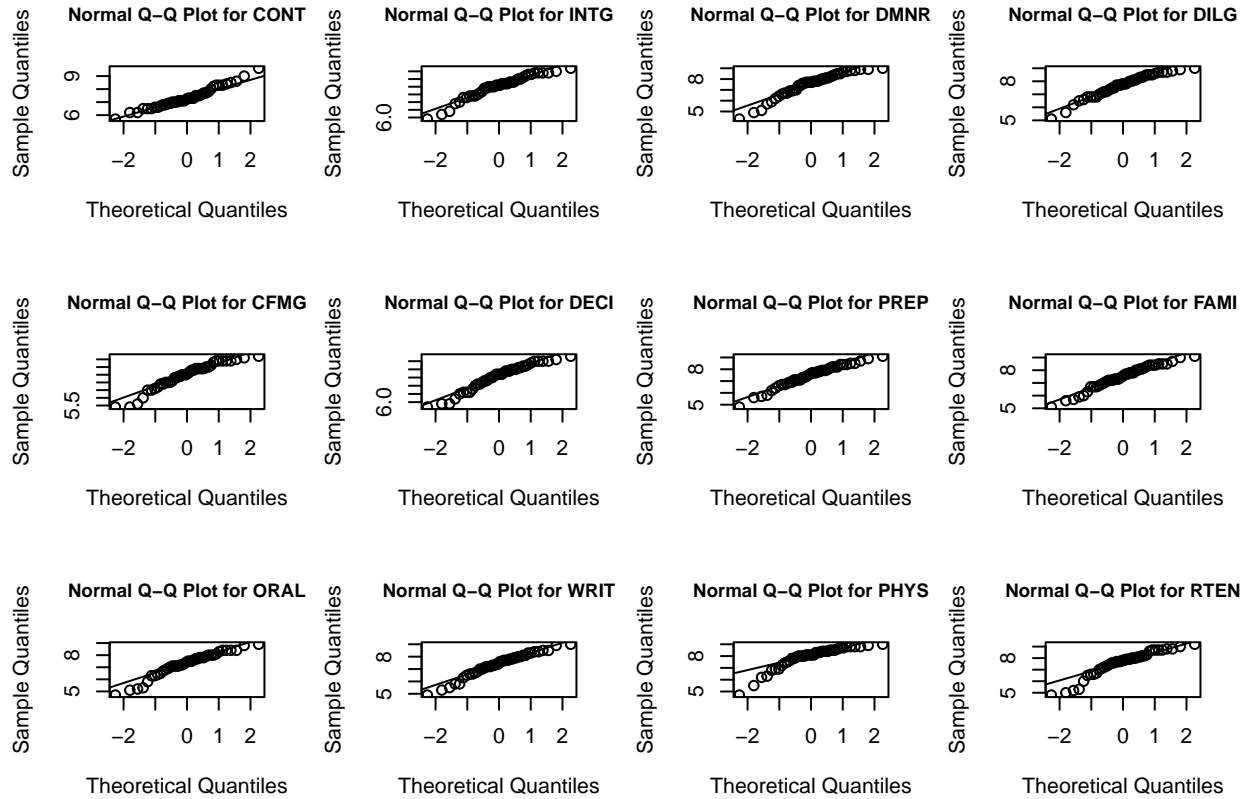 Normal Q−Q Plot for CONT
Sample Quantiles
9
6
−2 0 1 2
Theoretical Quantiles
Normal Q−Q Plot for INTG
Sample Quantiles
6.0
−2 0 1 2
Theoretical Quantiles
Normal Q−Q Plot for DMNR
Sample Quantiles
8
5
−2 0 1 2
Theoretical Quantiles
Normal Q−Q Plot for DILG
Sample Quantiles
8
5
−2 0 1 2
Theoretical Quantiles
Normal Q−Q Plot for CFMG
Sample Quantiles
5.5
−2 0 1 2
Theoretical Quantiles
Normal Q−Q Plot for DECI
Sample Quantiles
6.0
−2 0 1 2
Theoretical Quantiles
Normal Q−Q Plot for PREP
Sample Quantiles
8
5
−2 0 1 2
Theoretical Quantiles
Normal Q−Q Plot for FAMI
Sample Quantiles
8
5
−2 0 1 2
Theoretical Quantiles
Normal Q−Q Plot for ORAL
Sample Quantiles
8
5
−2 0 1 2
Theoretical Quantiles
Normal Q−Q Plot for WRIT
Sample Quantiles
8
5
−2 0 1 2
Theoretical Quantiles
Normal Q−Q Plot for PHYS
Sample Quantiles
8
5
−2 0 1 2
Theoretical Quantiles
Normal Q−Q Plot for RTEN
Sample Quantiles
8
5
−2 0 1 2
Theoretical Quantiles